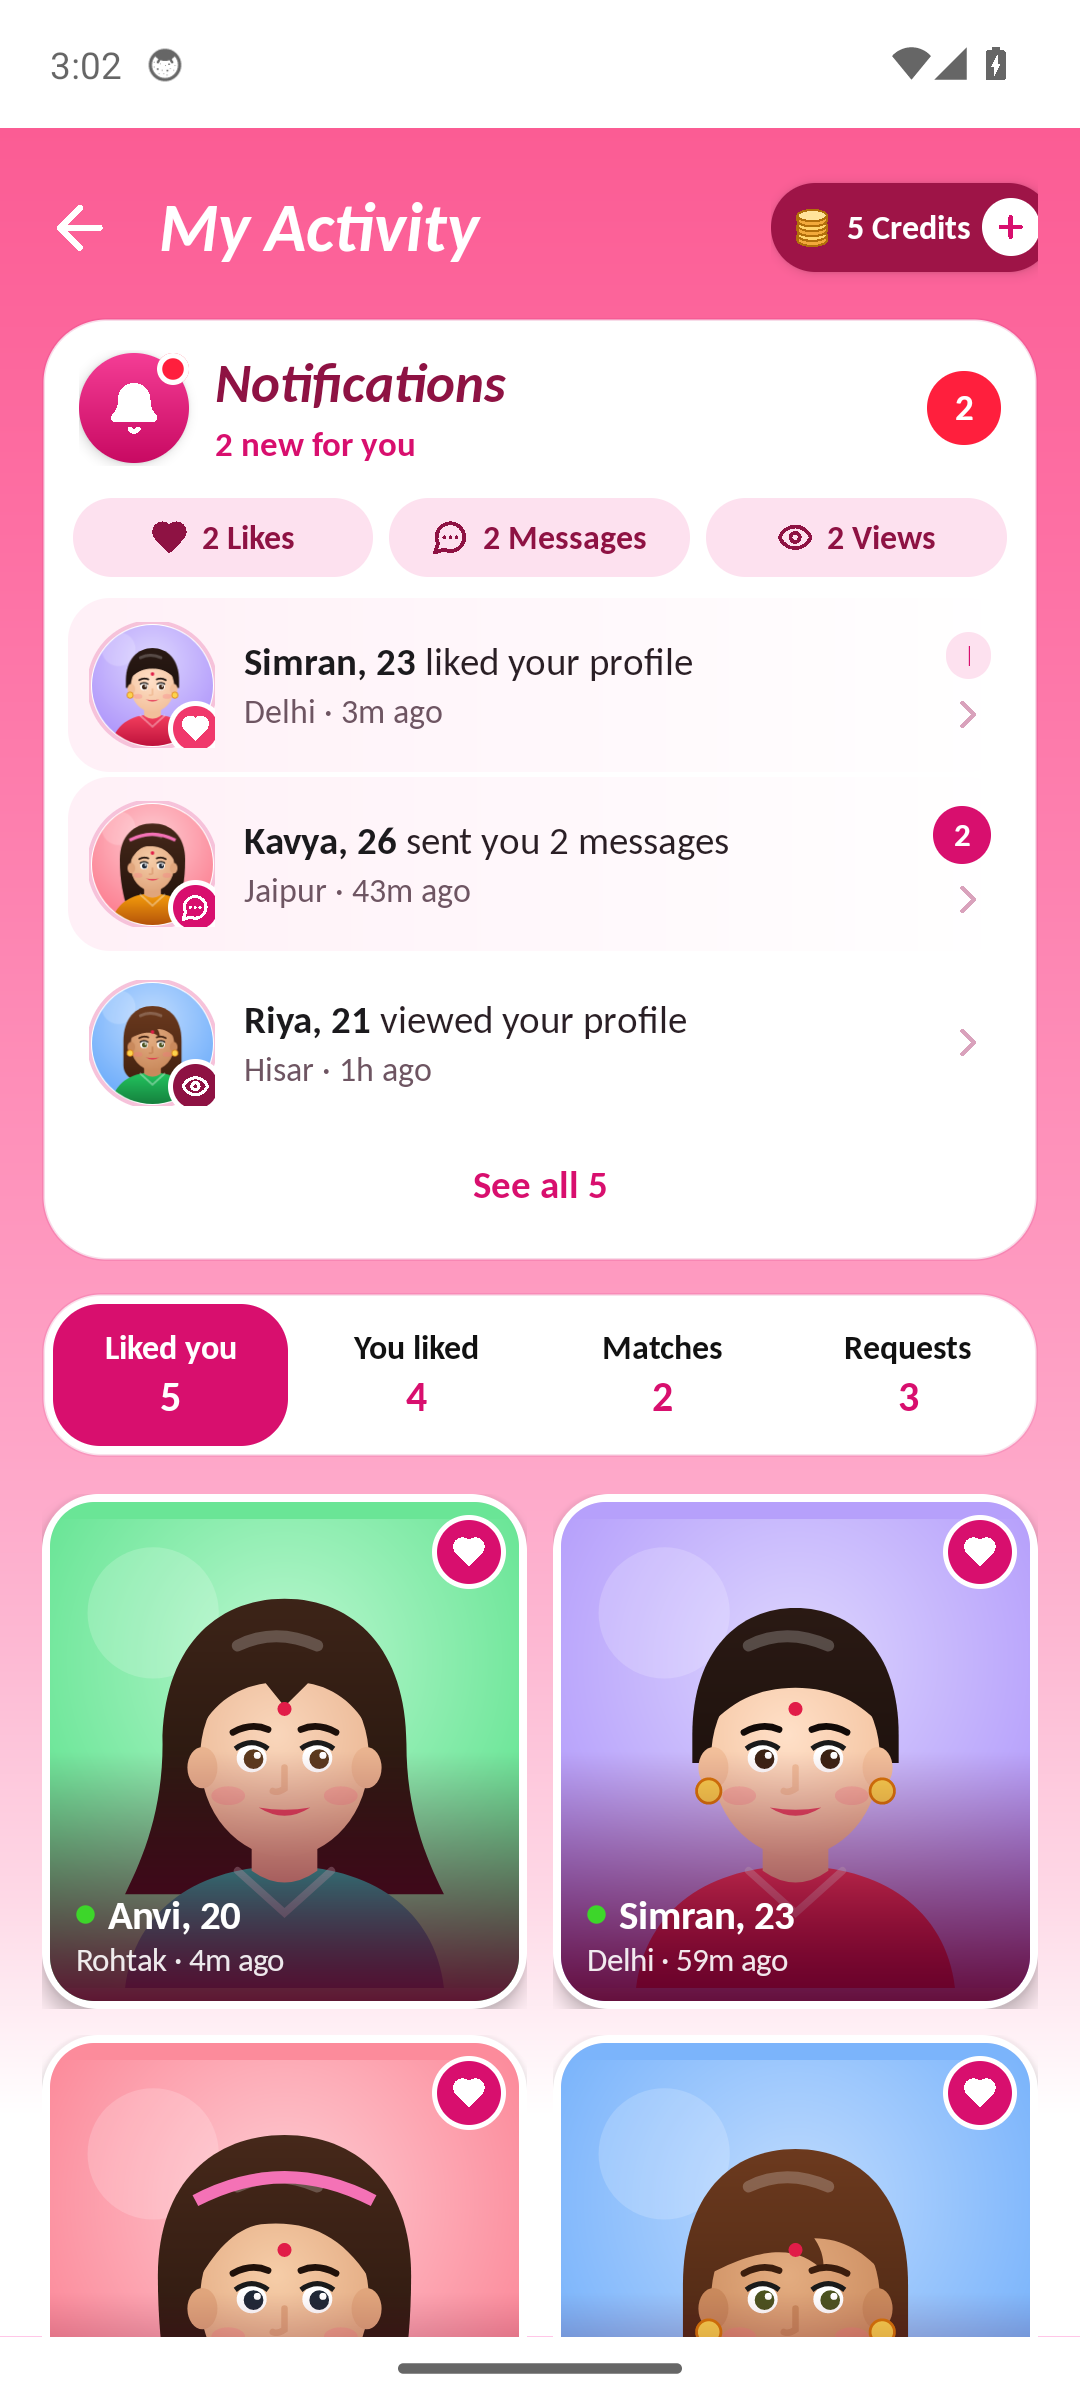 3:02
My Activity
5 Credits
Notifications
2 new for you
2
2 Likes
2 Messages
2 Views
Simran, 23 liked your profile
Delhi · 3m ago
Kavya, 26 sent you 2 messages
Jaipur · 43m ago
2
Riya, 21 viewed your profile
Hisar · 1h ago
See all 5
Liked you
5
You liked
4
Matches
2
Requests
3
Anvi, 20
Rohtak · 4m ago
Simran, 23
Delhi · 59m ago